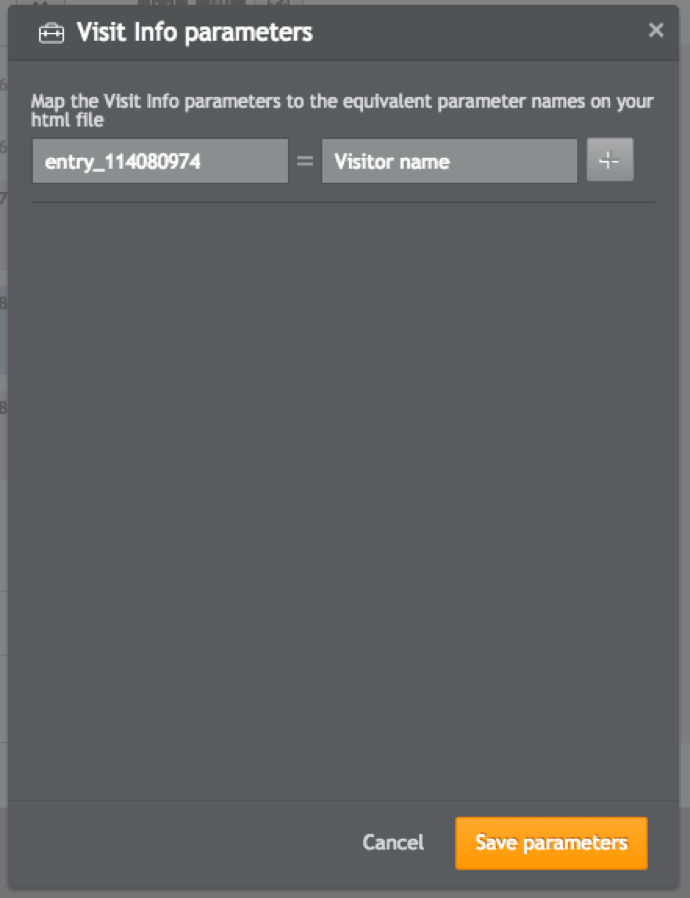 Visit Info parameters
×
Map the Visit Info parameters to the equivalent parameter names on your
html file
entry_114080974 = Visitor name +
Cancel Save parameters